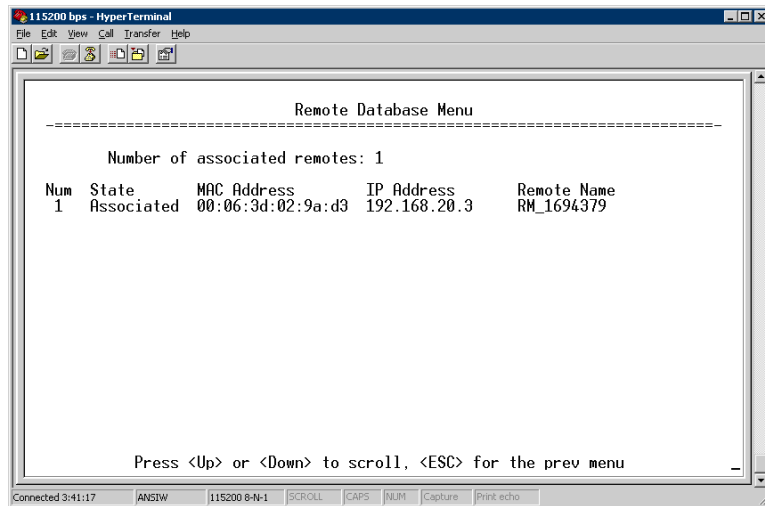 115200 bps - HyperTerminal
File Edit View Call Transfer Help
Remote Database Menu
-==========================================================================-
Number of associated remotes: 1
Num State MAC Address IP Address Remote Name
1 Associated 00:06:3d:02:9a:d3 192.168.20.3 RM_1694379
Press <Up> or <Down> to scroll, <ESC> for the prev menu _
Connected 3:41:17 ANSIW 115200 8-N-1 SCROLL CAPS NUM Capture Print echo